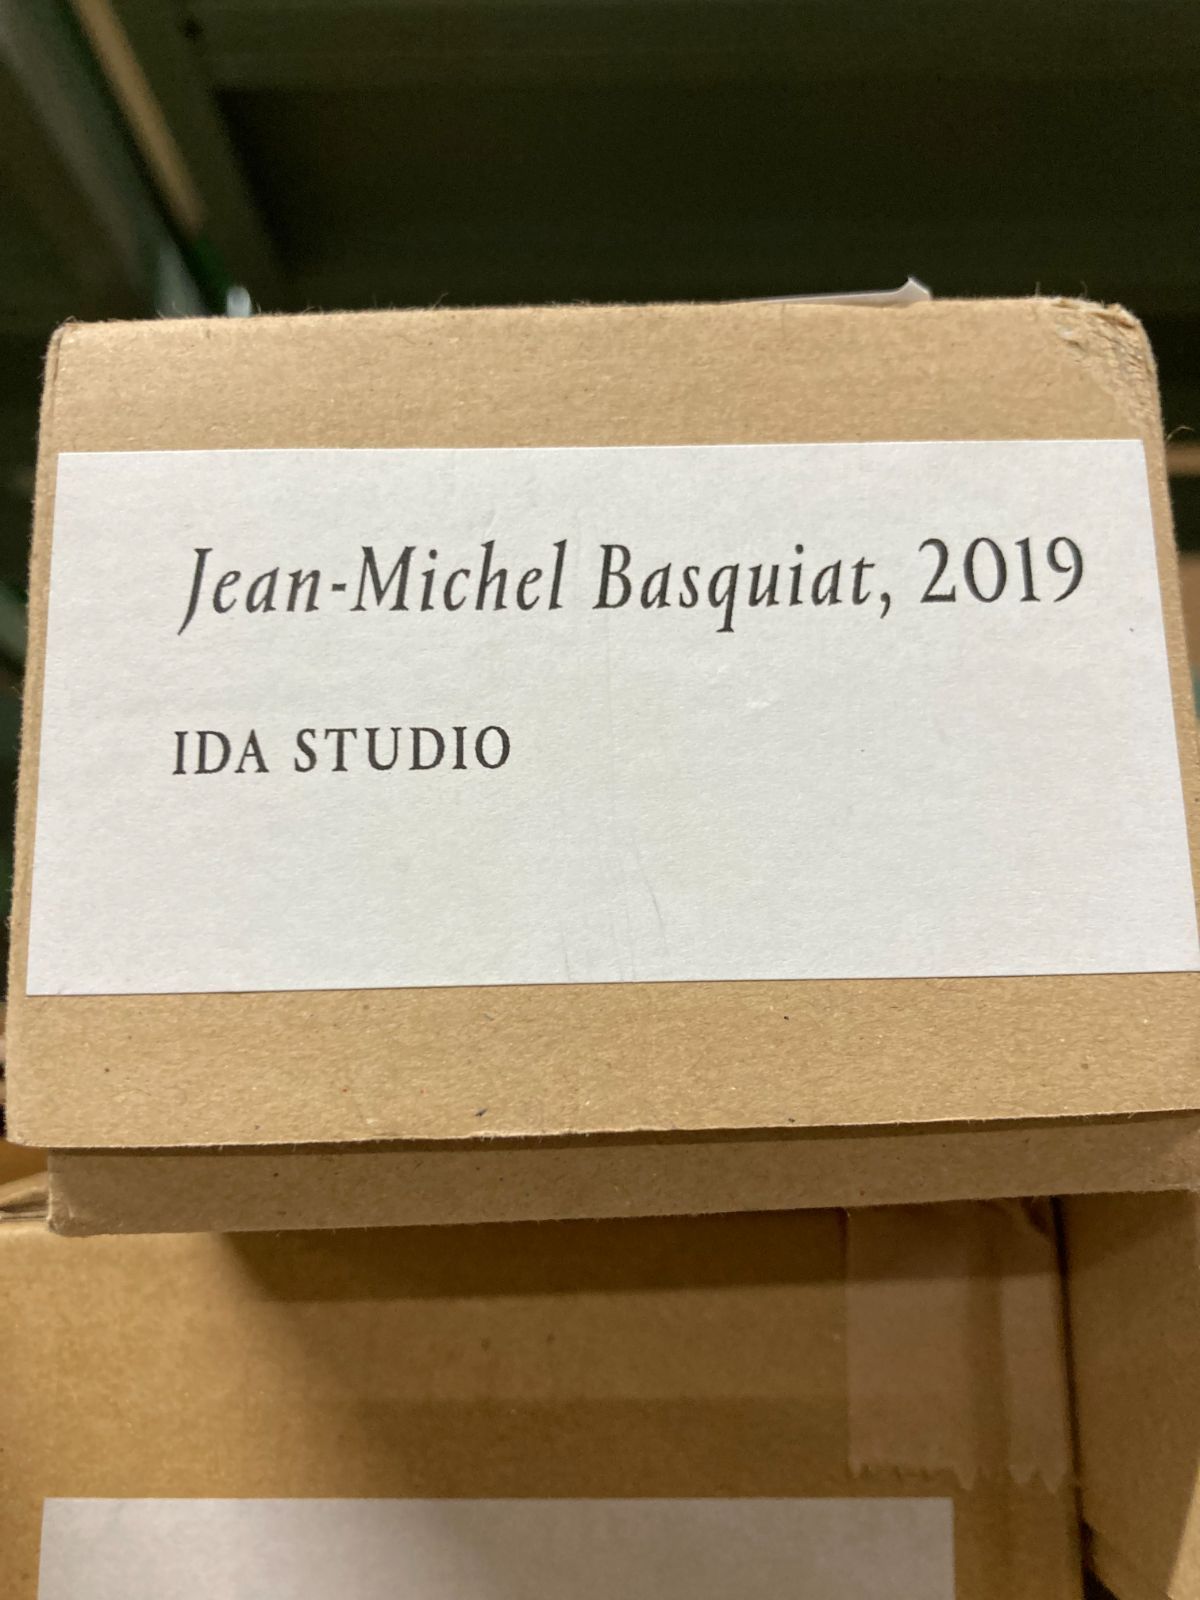 Jean-Michel Basquiat, 2019
IDA STUDIO